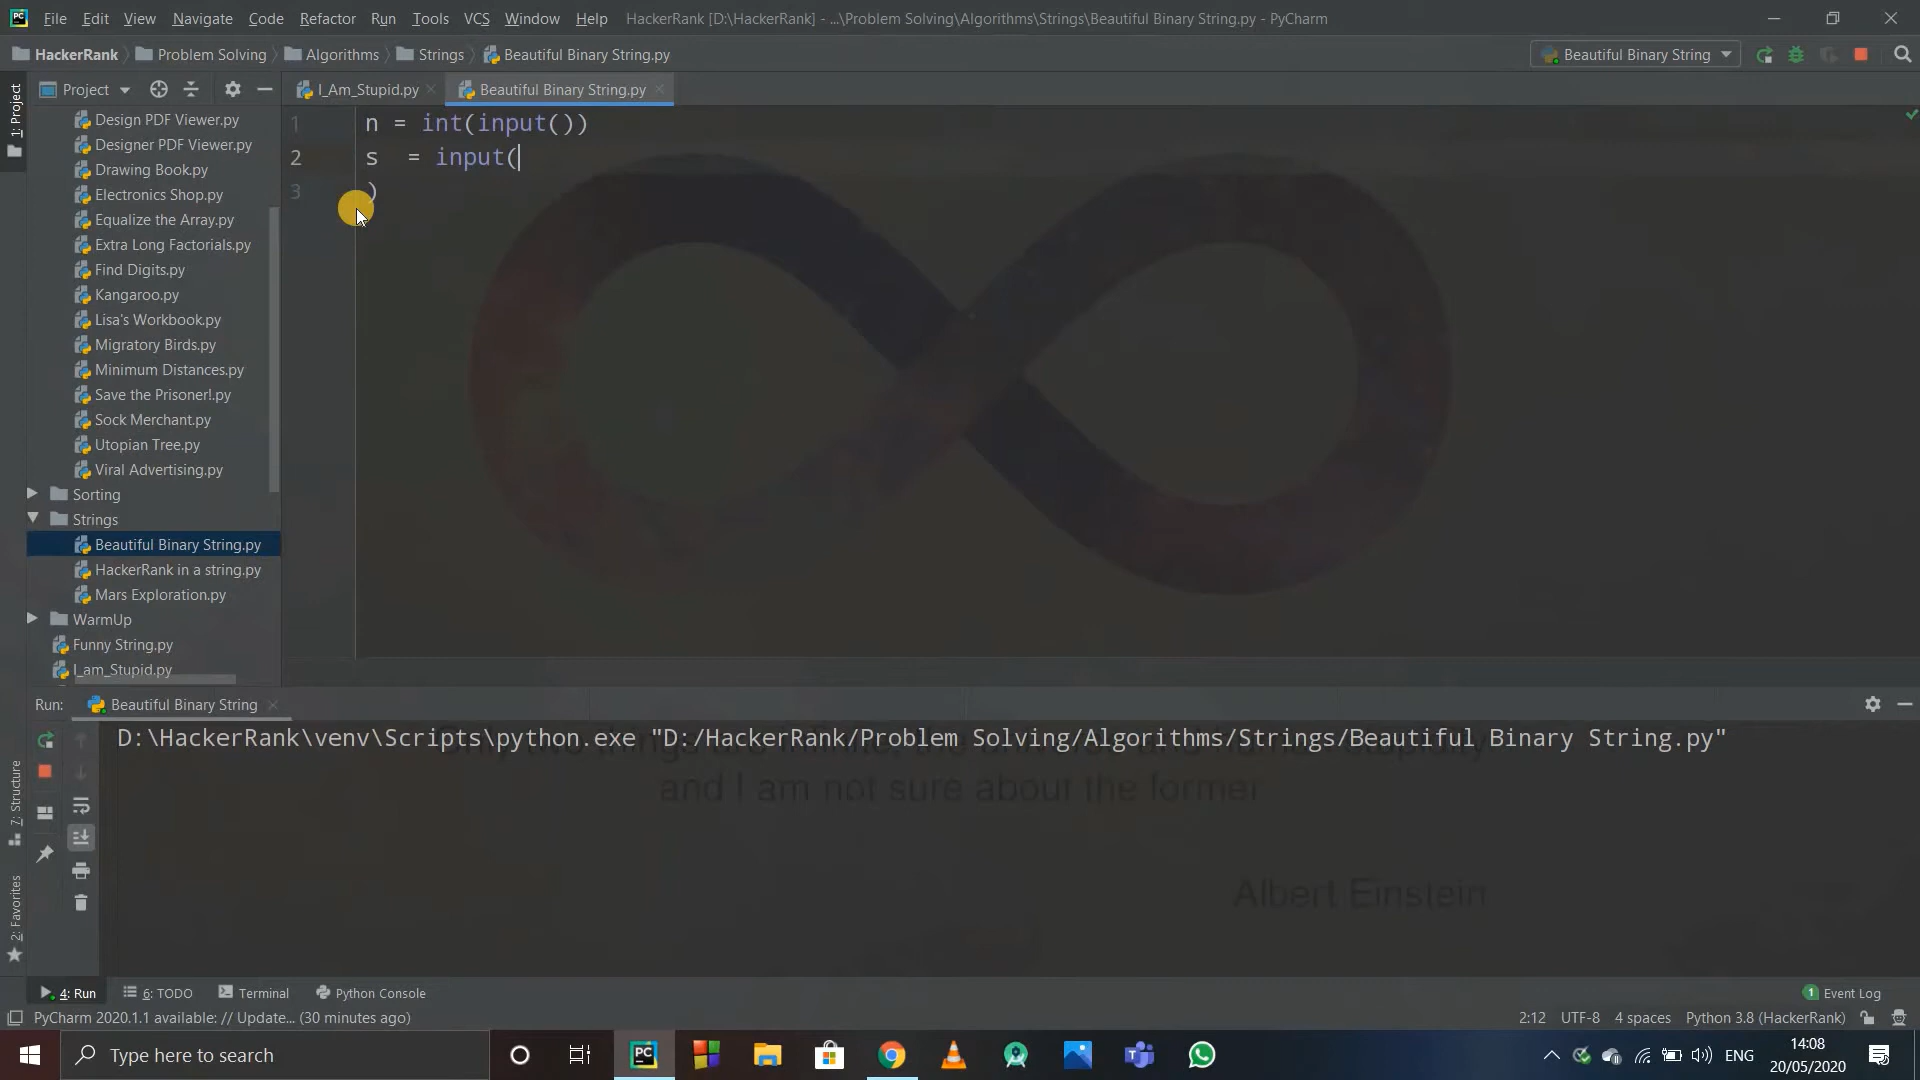 File Edit View Navigate Code Refactor Run Tools VCS Window Help HackerRank [D:\HackerRank] - ...\Problem Solving\Algorithms\Strings\Beautiful Binary String.py - PyCharm
HackerRank Problem Solving Algorithms Strings Beautiful Binary String.py Beautiful Binary String
Project I_Am_Stupid.py Beautiful Binary String.py
1: Project
Design PDF Viewer.py
Designer PDF Viewer.py
Drawing Book.py
Electronics Shop.py
Equalize the Array.py
Extra Long Factorials.py
Find Digits.py
Kangaroo.py
Lisa's Workbook.py
Migratory Birds.py
Minimum Distances.py
Save the Prisoner!.py
Sock Merchant.py
Utopian Tree.py
Viral Advertising.py
Sorting
Strings
Beautiful Binary String.py
HackerRank in a string.py
Mars Exploration.py
WarmUp
Funny String.py
I_am_Stupid.py
1 n = int(input())
2 s  = input(
3 )
Run: Beautiful Binary String
D:\HackerRank\venv\Scripts\python.exe "D:/HackerRank/Problem Solving/Algorithms/Strings/Beautiful Binary String.py"
and I am not sure about the former
Albert Einstein
7: Structure
2: Favorites
4: Run 6: TODO Terminal Python Console 1 Event Log
PyCharm 2020.1.1 available: // Update... (30 minutes ago) 2:12 UTF-8 4 spaces Python 3.8 (HackerRank)
Type here to search ENG 14:08
20/05/2020